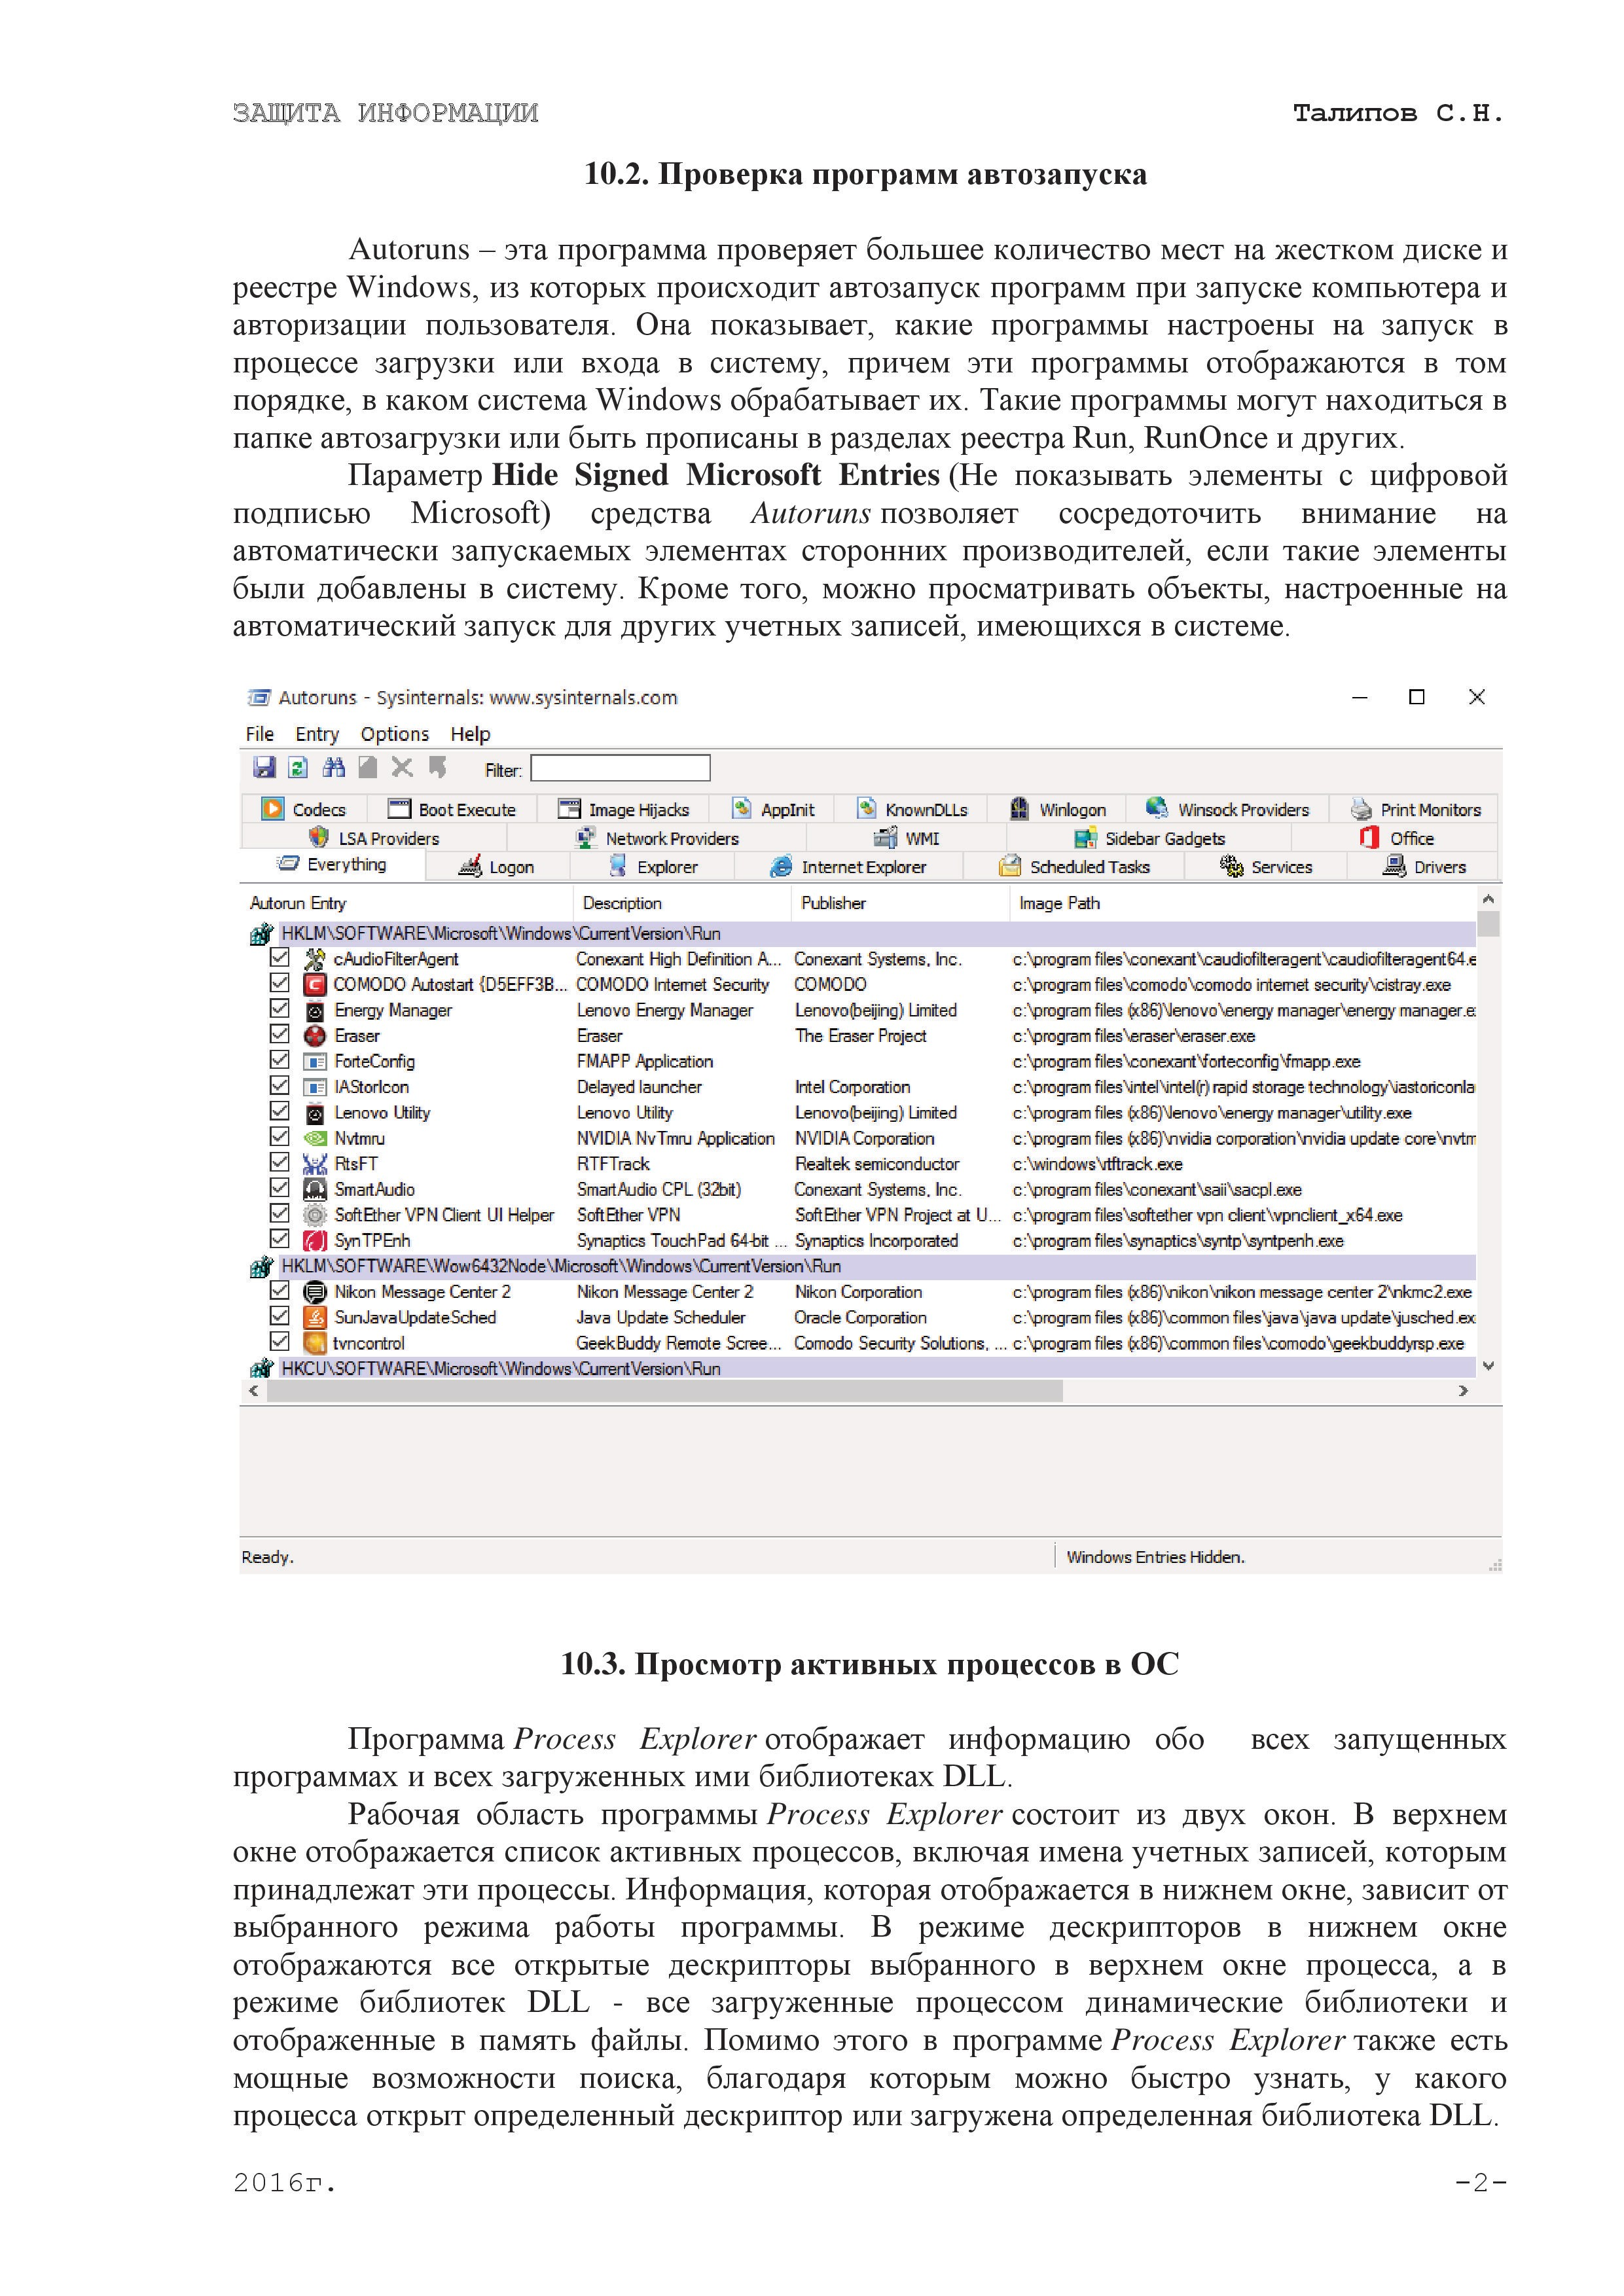 ЗАЩИТА ИНФОРМАЦИИ Талипов С.Н.
10.2. Проверка программ автозапуска
Autoruns – эта программа проверяет большее количество мест на жестком диске и
реестре Windows, из которых происходит автозапуск программ при запуске компьютера и
авторизации пользователя. Она показывает, какие программы настроены на запуск в
процессе загрузки или входа в систему, причем эти программы отображаются в том
порядке, в каком система Windows обрабатывает их. Такие программы могут находиться в
папке автозагрузки или быть прописаны в разделах реестра Run, RunOnce и других.
Параметр Hide Signed Microsoft Entries (Не показывать элементы с цифровой
подписью Microsoft) средства Autoruns позволяет сосредоточить внимание на
автоматически запускаемых элементах сторонних производителей, если такие элементы
были добавлены в систему. Кроме того, можно просматривать объекты, настроенные на
автоматический запуск для других учетных записей, имеющихся в системе.
Autoruns - Sysinternals: www.sysinternals.com
File Entry Options Help
Filter:
Codecs Boot Execute Image Hijacks AppInit KnownDLLs Winlogon Winsock Providers Print Monitors
LSA Providers Network Providers WMI Sidebar Gadgets Office
Everything Logon Explorer Internet Explorer Scheduled Tasks Services Drivers
Autorun Entry Description Publisher Image Path
HKLM\SOFTWARE\Microsoft\Windows\CurrentVersion\Run
cAudioFilterAgent Conexant High Definition A... Conexant Systems, Inc. c:\program files\conexant\caudiofilteragent\caudiofilteragent64.e
COMODO Autostart {D5EFF3B... COMODO Internet Security COMODO c:\program files\comodo\comodo internet security\cistray.exe
Energy Manager Lenovo Energy Manager Lenovo(beijing) Limited c:\program files (x86)\lenovo\energy manager\energy manager.e
Eraser Eraser The Eraser Project c:\program files\eraser\eraser.exe
ForteConfig FMAPP Application c:\program files\conexant\forteconfig\fmapp.exe
IAStorIcon Delayed launcher Intel Corporation c:\program files\intel\intel(r) rapid storage technology\iastoriconla
Lenovo Utility Lenovo Utility Lenovo(beijing) Limited c:\program files (x86)\lenovo\energy manager\utility.exe
Nvtmru NVIDIA NvTmru Application NVIDIA Corporation c:\program files (x86)\nvidia corporation\nvidia update core\nvtm
RtsFT RTFTrack Realtek semiconductor c:\windows\rtftrack.exe
SmartAudio SmartAudio CPL (32bit) Conexant Systems, Inc. c:\program files\conexant\saii\sacpl.exe
SoftEther VPN Client UI Helper SoftEther VPN SoftEther VPN Project at U... c:\program files\softether vpn client\vpnclient_x64.exe
SynTPEnh Synaptics TouchPad 64-bit ... Synaptics Incorporated c:\program files\synaptics\syntp\syntpenh.exe
HKLM\SOFTWARE\Wow6432Node\Microsoft\Windows\CurrentVersion\Run
Nikon Message Center 2 Nikon Message Center 2 Nikon Corporation c:\program files (x86)\nikon\nikon message center 2\nkmc2.exe
SunJavaUpdateSched Java Update Scheduler Oracle Corporation c:\program files (x86)\common files\java\java update\jusched.ex
tvncontrol GeekBuddy Remote Scree... Comodo Security Solutions, ... c:\program files (x86)\common files\comodo\geekbuddyrsp.exe
HKCU\SOFTWARE\Microsoft\Windows\CurrentVersion\Run
Ready. Windows Entries Hidden.
10.3. Просмотр активных процессов в ОС
Программа Process Explorer отображает информацию обо всех запущенных
программах и всех загруженных ими библиотеках DLL.
Рабочая область программы Process Explorer состоит из двух окон. В верхнем
окне отображается список активных процессов, включая имена учетных записей, которым
принадлежат эти процессы. Информация, которая отображается в нижнем окне, зависит от
выбранного режима работы программы. В режиме дескрипторов в нижнем окне
отображаются все открытые дескрипторы выбранного в верхнем окне процесса, а в
режиме библиотек DLL - все загруженные процессом динамические библиотеки и
отображенные в память файлы. Помимо этого в программе Process Explorer также есть
мощные возможности поиска, благодаря которым можно быстро узнать, у какого
процесса открыт определенный дескриптор или загружена определенная библиотека DLL.
2016г. -2-